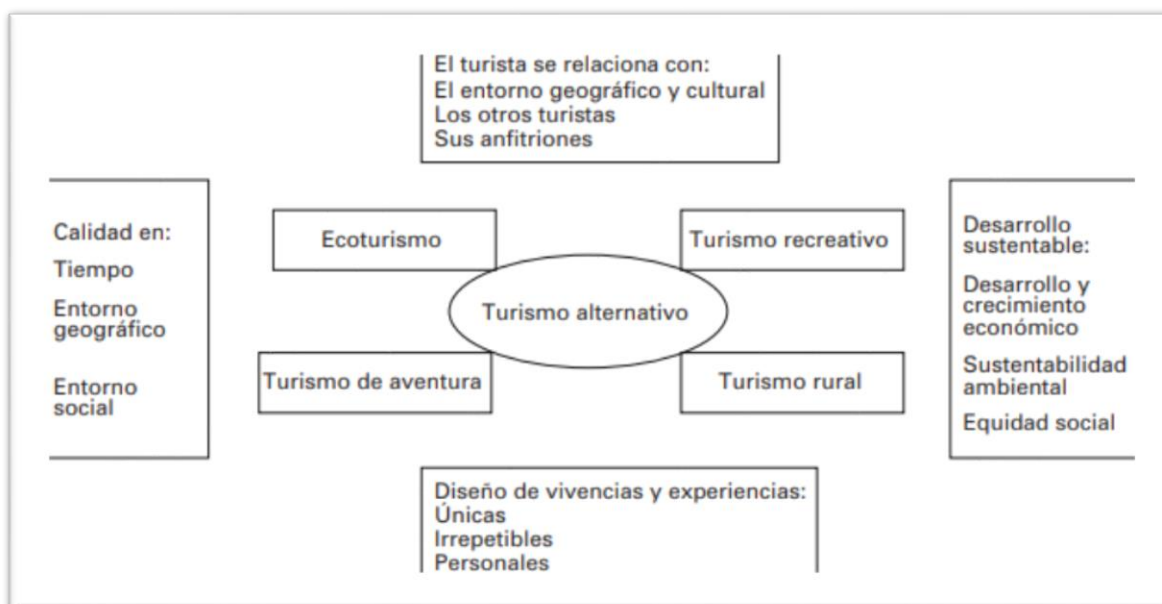 El turista se relaciona con:
El entorno geográfico y cultural
Los otros turistas
Sus anfitriones
Calidad en:
Tiempo
Entorno
geográfico
Entorno
social
Ecoturismo
Turismo recreativo
Turismo alternativo
Turismo de aventura
Turismo rural
Desarrollo
sustentable:
Desarrollo y
crecimiento
económico
Sustentabilidad
ambiental
Equidad social
Diseño de vivencias y experiencias:
Únicas
Irrepetibles
Personales